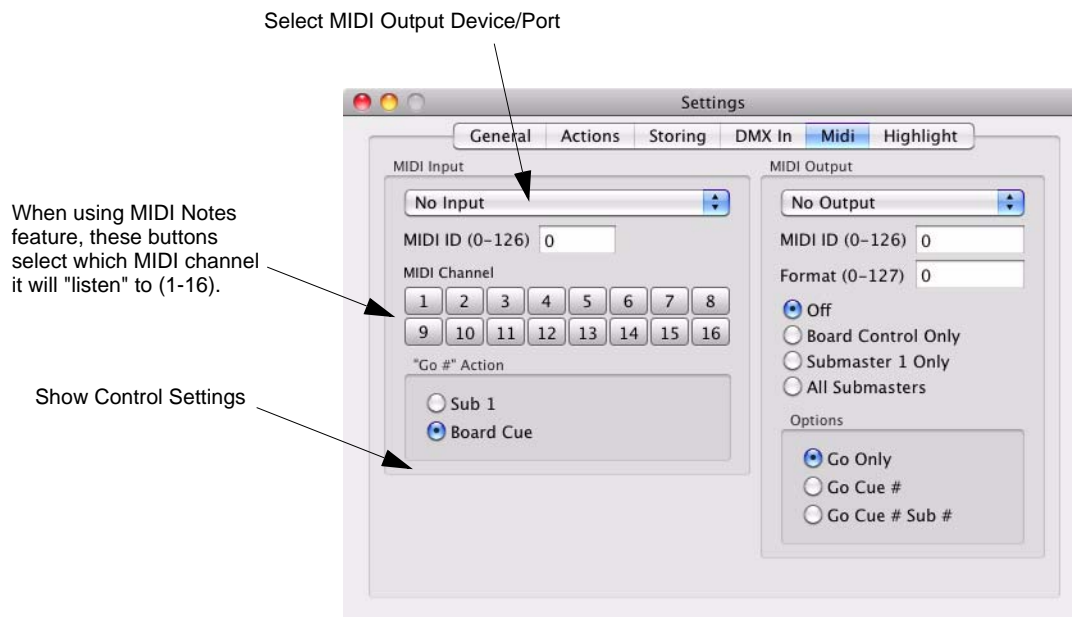 Select MIDI Output Device/Port
Settings
General Actions Storing DMX In Midi Highlight
MIDI Input
No Input
MIDI ID (0-126) 0
MIDI Channel
1 2 3 4 5 6 7 8
9 10 11 12 13 14 15 16
"Go #" Action
Sub 1
Board Cue
MIDI Output
No Output
MIDI ID (0-126) 0
Format (0-127) 0
Off
Board Control Only
Submaster 1 Only
All Submasters
Options
Go Only
Go Cue #
Go Cue # Sub #
When using MIDI Notes
feature, these buttons
select which MIDI channel
it will "listen" to (1-16).
Show Control Settings